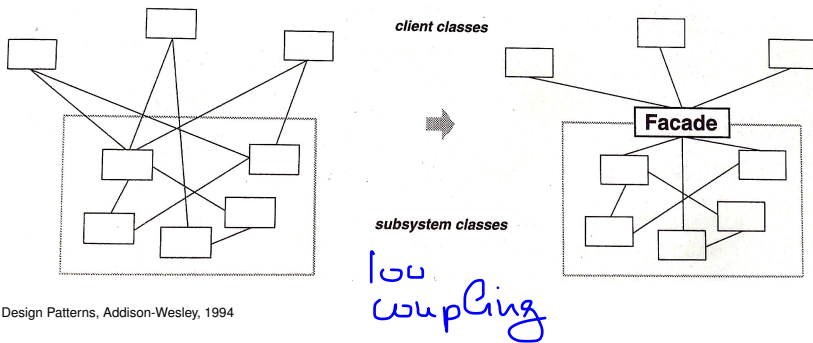 client classes
Facade
subsystem classes
low
coupling
Design Patterns, Addison-Wesley, 1994